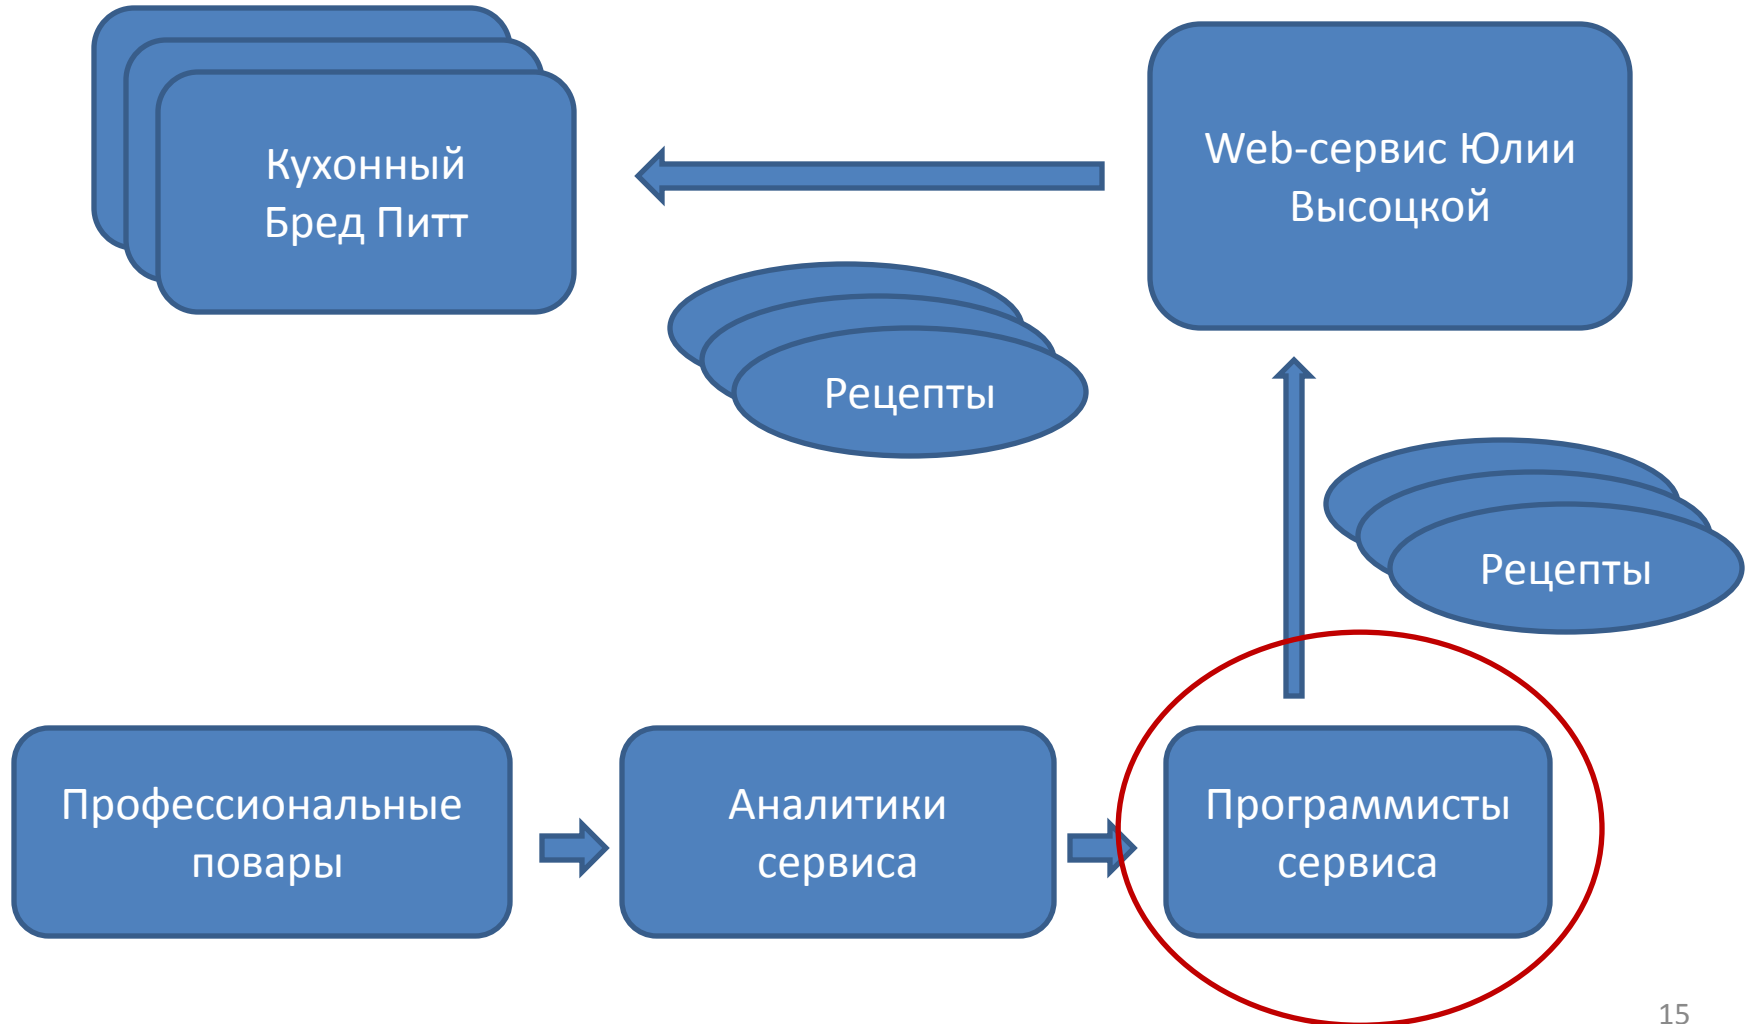 Кухонный
Бред Питт
Web-сервис Юлии
Высоцкой
Рецепты
Рецепты
Профессиональные
повары
Аналитики
сервиса
Программисты
сервиса
15